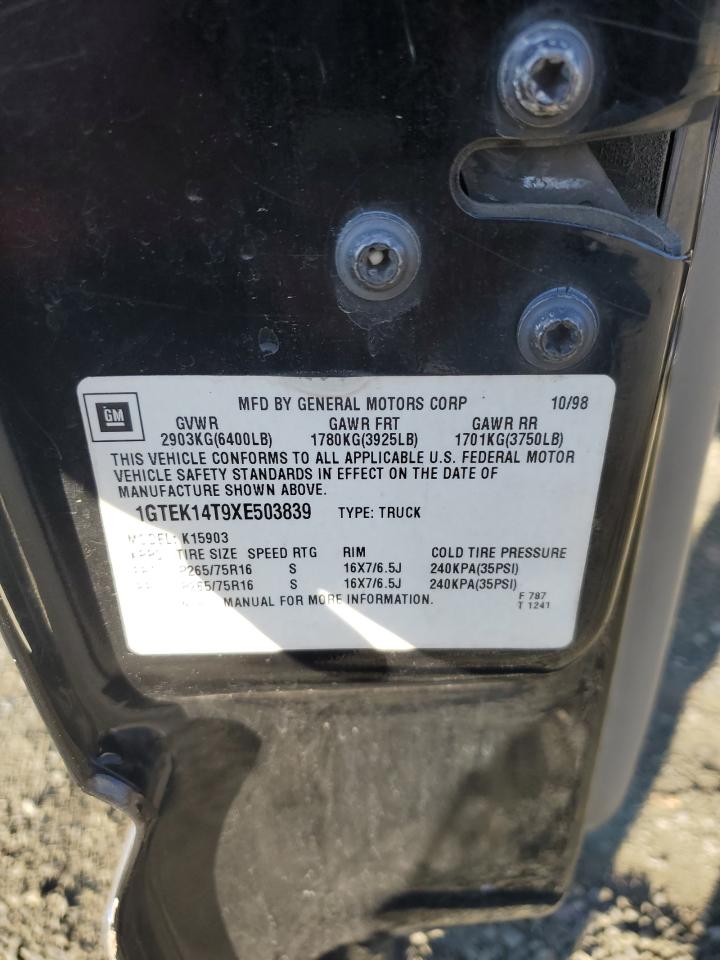 GM
MFD BY GENERAL MOTORS CORP 10/98
GVWR GAWR FRT GAWR RR
2903KG(6400LB) 1780KG(3925LB) 1701KG(3750LB)
THIS VEHICLE CONFORMS TO ALL APPLICABLE U.S. FEDERAL MOTOR
VEHICLE SAFETY STANDARDS IN EFFECT ON THE DATE OF
MANUFACTURE SHOWN ABOVE.
1GTEK14T9XE503839 TYPE: TRUCK
MODEL: K15903
TIRE SIZE SPEED RTG RIM COLD TIRE PRESSURE
P265/75R16 S 16X7/6.5J 240KPA(35PSI)
P265/75R16 S 16X7/6.5J 240KPA(35PSI)
MANUAL FOR MORE INFORMATION. F 787
T 1241